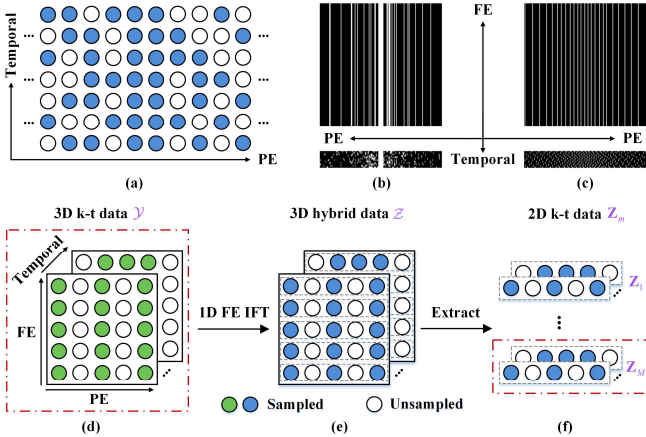 Temporal
...
...
...
...
...
...
PE
(a)
FE
PE
PE
Temporal
(b)
(c)
3D k-t data 𝒴
3D hybrid data 𝒵
2D k-t data Z_m
Temporal
FE
PE
...
1D FE IFT
...
Extract
Z_1
...
...
Z_M
...
Sampled
Unsampled
(d)
(e)
(f)